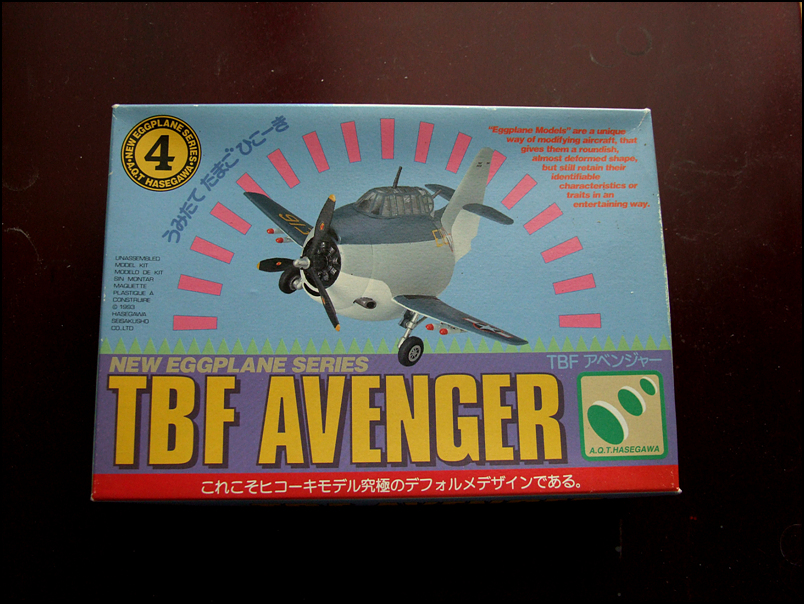 NEW EGGPLANE SERIES
4
A.Q.T HASEGAWA
うみたて たまご ひこーき
"Eggplane Models" are a unique
way of modifying aircraft, that
gives them a roundish,
almost deformed shape,
but still retain their
identifiable
characteristics or
traits in an
entertaining way.
UNASSEMBLED
MODEL KIT
MODELO DE KIT
SIN MONTAR
MAQUETTE
PLASTIQUE A
CONSTRUIRE
© 1993
HASEGAWA
SEISAKUSHO
CO.,LTD
NEW EGGPLANE SERIES
TBF アベンジャー
TBF AVENGER
A.Q.T.HASEGAWA
これこそヒコーキモデル究極のデフォルメデザインである。